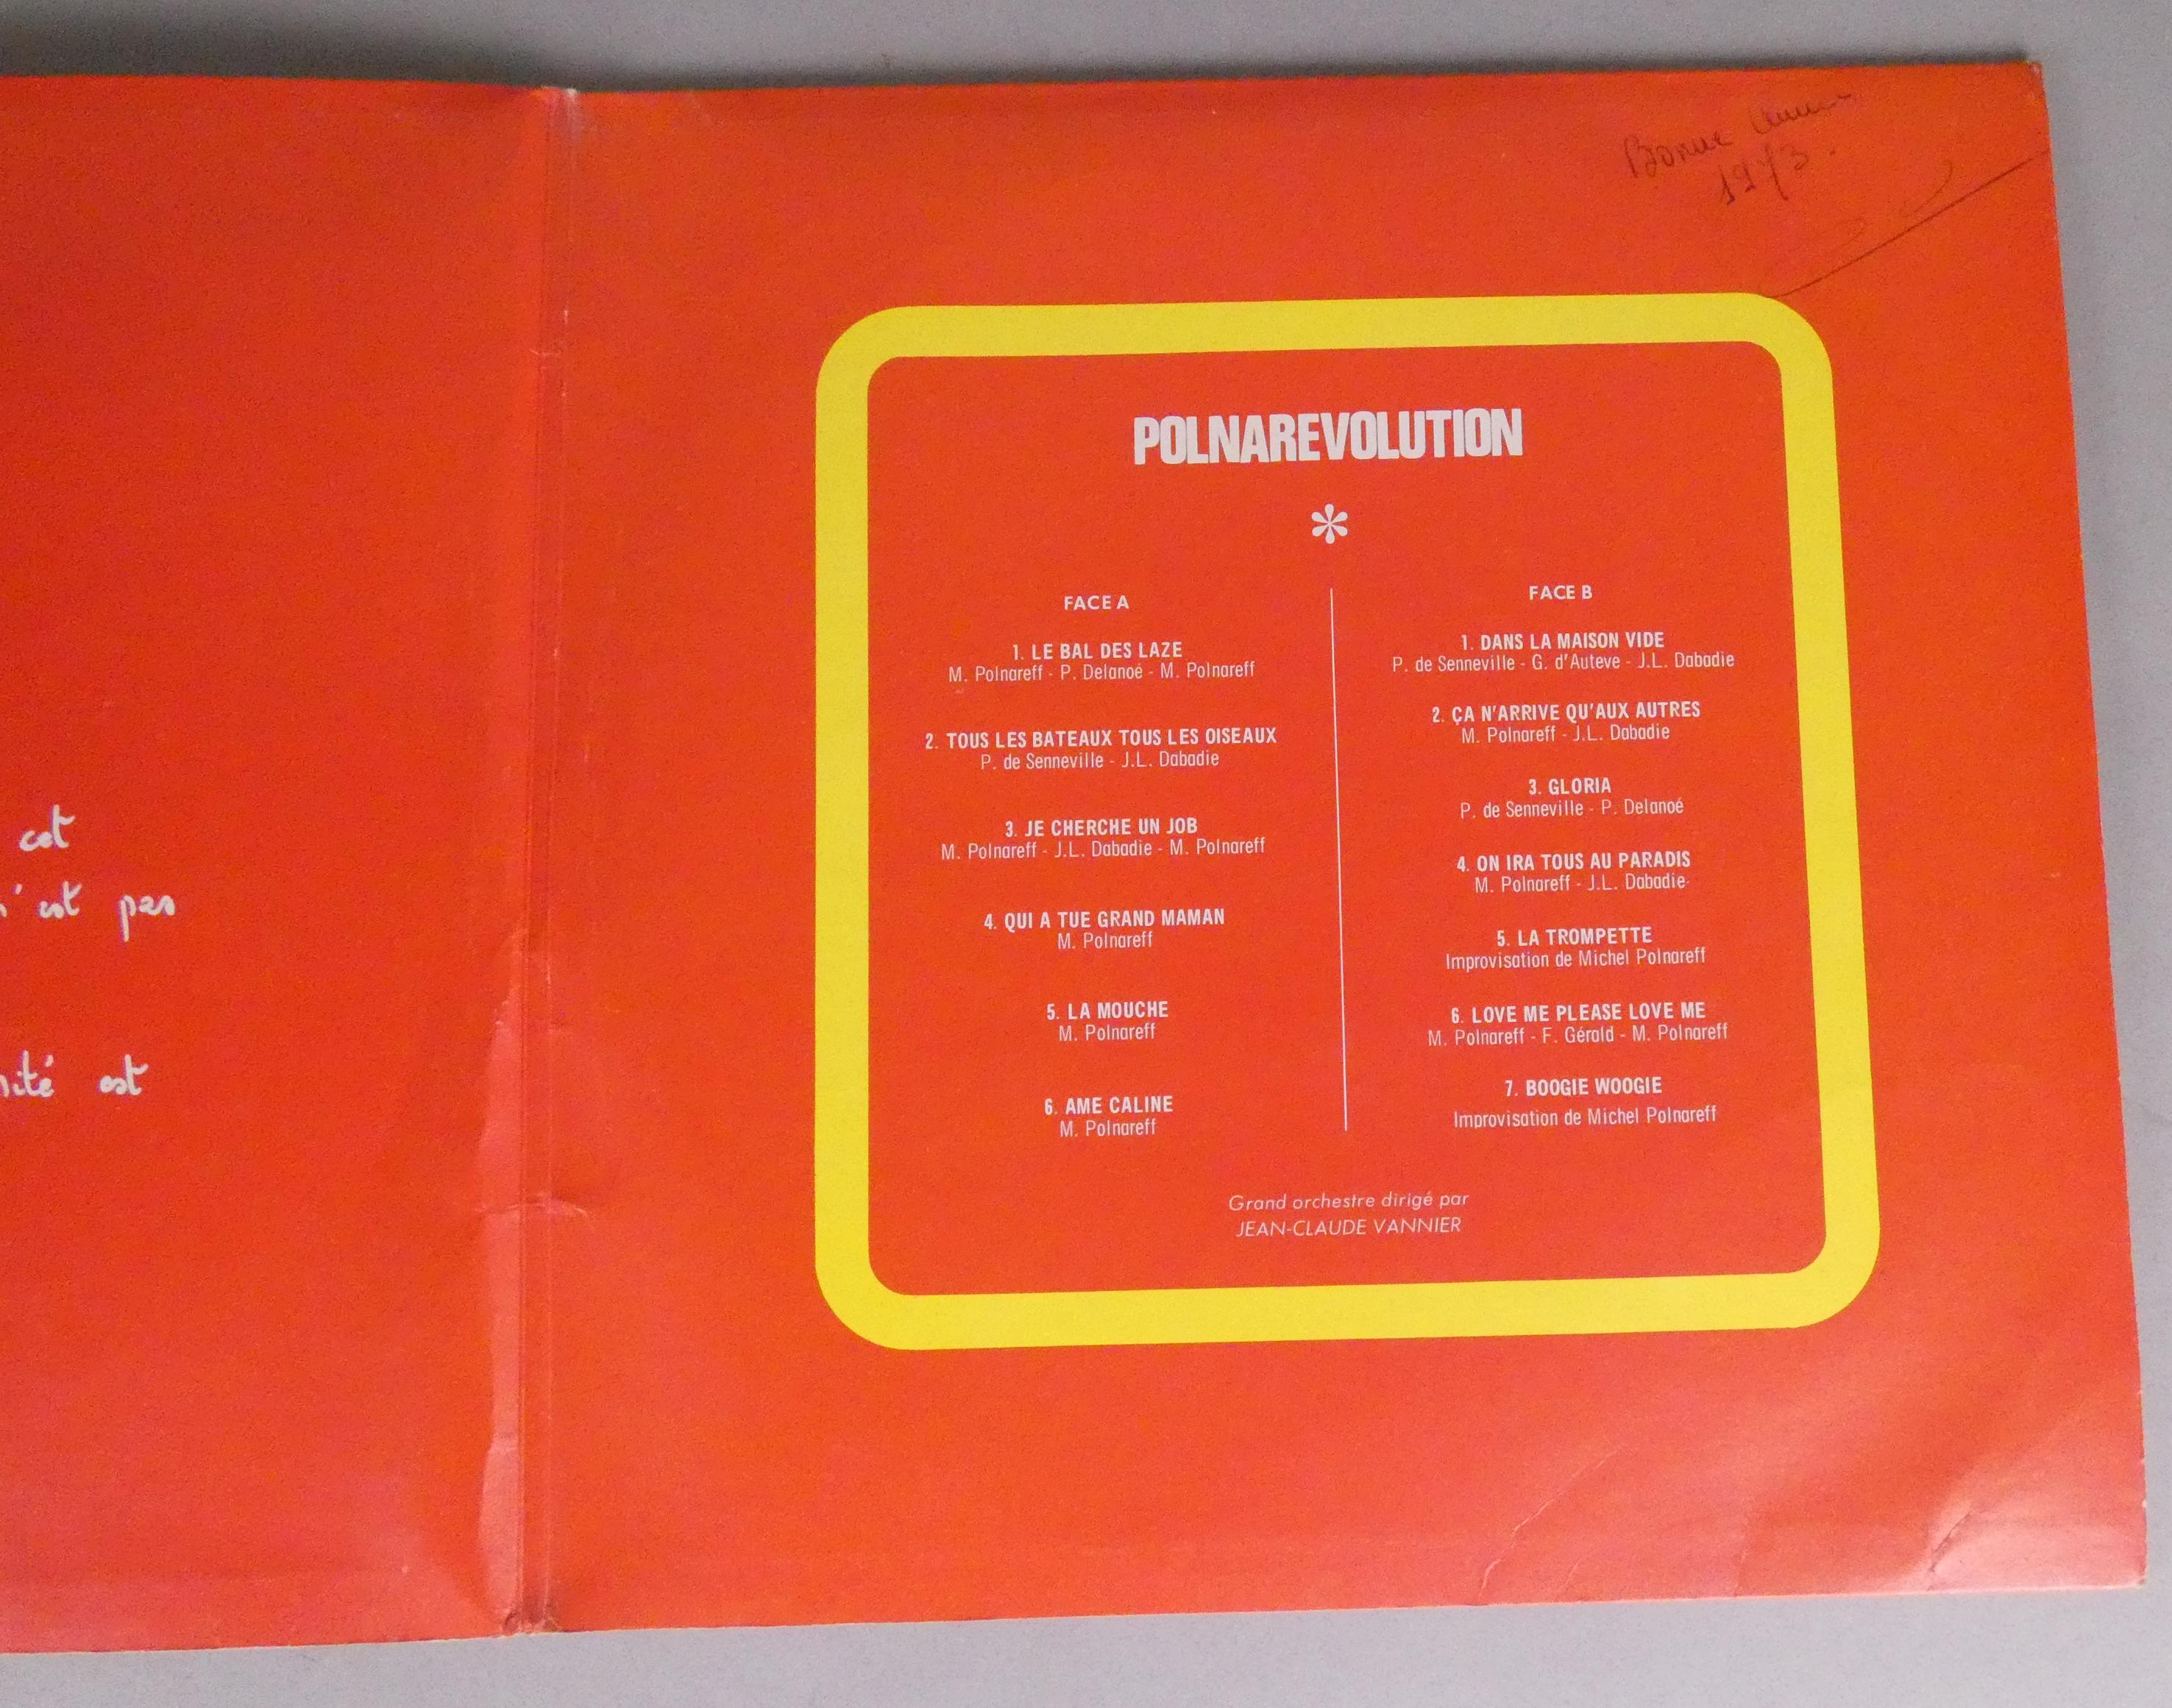 Bonne Année
1973.
cet
n'est pas
nité est
POLNAREVOLUTION
*
FACE A
1. LE BAL DES LAZE
M. Polnareff - P. Delanoé - M. Polnareff
2. TOUS LES BATEAUX TOUS LES OISEAUX
P. de Senneville - J.L. Dabadie
3. JE CHERCHE UN JOB
M. Polnareff - J.L. Dabadie - M. Polnareff
4. QUI A TUE GRAND MAMAN
M. Polnareff
5. LA MOUCHE
M. Polnareff
6. AME CALINE
M. Polnareff
FACE B
1. DANS LA MAISON VIDE
P. de Senneville - G. d'Auteve - J.L. Dabadie
2. ÇA N'ARRIVE QU'AUX AUTRES
M. Polnareff - J.L. Dabadie
3. GLORIA
P. de Senneville - P. Delanoé
4. ON IRA TOUS AU PARADIS
M. Polnareff - J.L. Dabadie
5. LA TROMPETTE
Improvisation de Michel Polnareff
6. LOVE ME PLEASE LOVE ME
M. Polnareff - F. Gérald - M. Polnareff
7. BOOGIE WOOGIE
Improvisation de Michel Polnareff
Grand orchestre dirigé par
JEAN-CLAUDE VANNIER